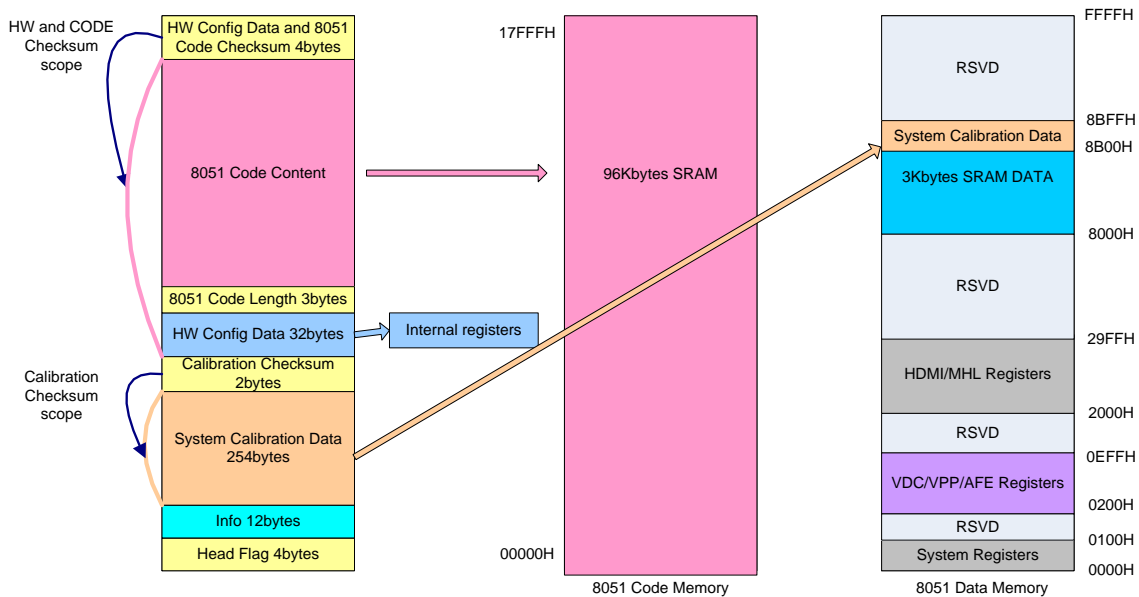 HW and CODE
Checksum
scope
HW Config Data and 8051
Code Checksum 4bytes
8051 Code Content
8051 Code Length 3bytes
HW Config Data 32bytes
Calibration Checksum
2bytes
Calibration
Checksum
scope
System Calibration Data
254bytes
Info 12bytes
Head Flag 4bytes
Internal registers
17FFFH
96Kbytes SRAM
00000H
8051 Code Memory
FFFFH
RSVD
8BFFH
System Calibration Data
8B00H
3Kbytes SRAM DATA
8000H
RSVD
29FFH
HDMI/MHL Registers
2000H
RSVD
0EFFH
VDC/VPP/AFE Registers
0200H
RSVD
0100H
System Registers
0000H
8051 Data Memory